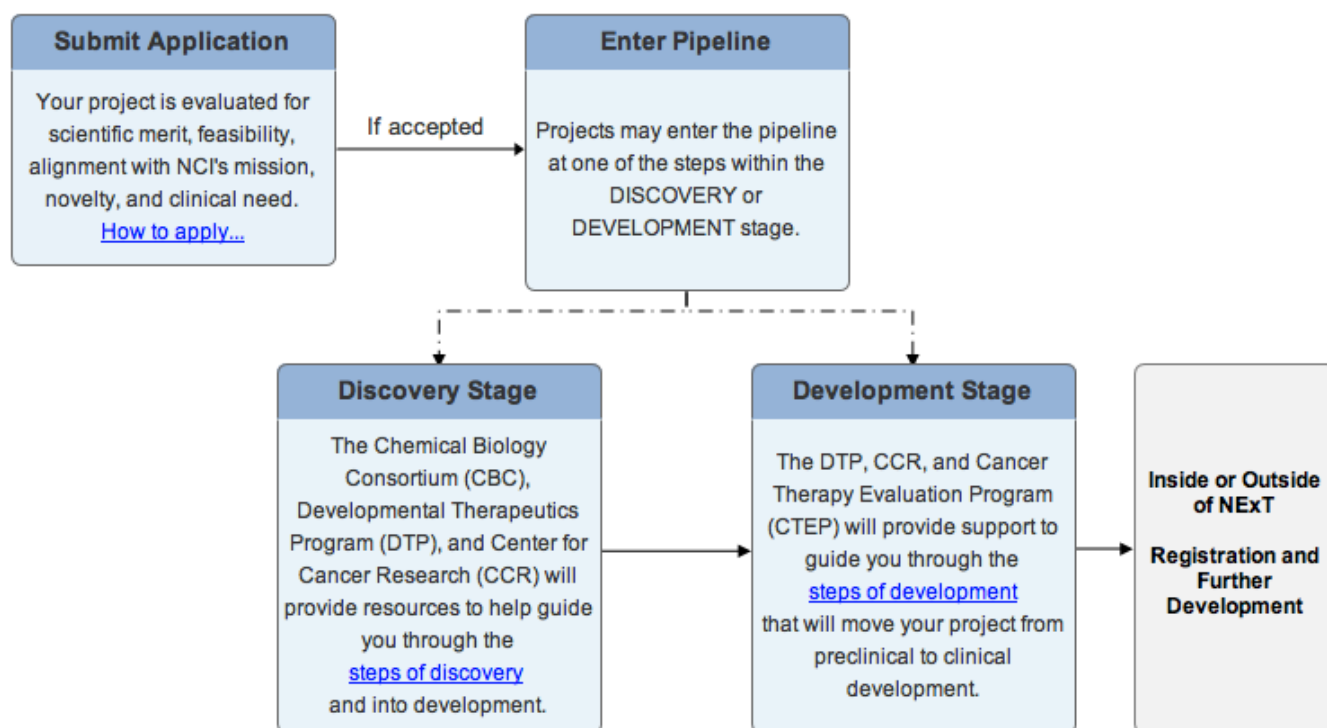 Submit Application
Your project is evaluated for
scientific merit, feasibility,
alignment with NCI's mission,
novelty, and clinical need.
How to apply...
If accepted
Enter Pipeline
Projects may enter the pipeline
at one of the steps within the
DISCOVERY or
DEVELOPMENT stage.
Discovery Stage
The Chemical Biology
Consortium (CBC),
Developmental Therapeutics
Program (DTP), and Center for
Cancer Research (CCR) will
provide resources to help guide
you through the
steps of discovery
and into development.
Development Stage
The DTP, CCR, and Cancer
Therapy Evaluation Program
(CTEP) will provide support to
guide you through the
steps of development
that will move your project from
preclinical to clinical
development.
Inside or Outside
of NExT
Registration and
Further
Development